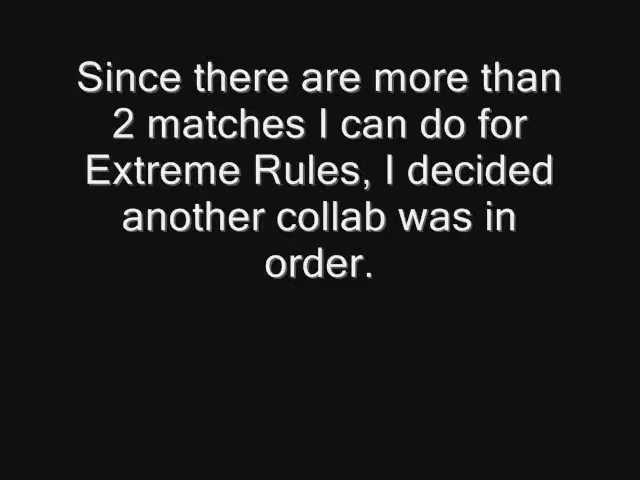 Since there are more than
2 matches I can do for
Extreme Rules, I decided
another collab was in
order.